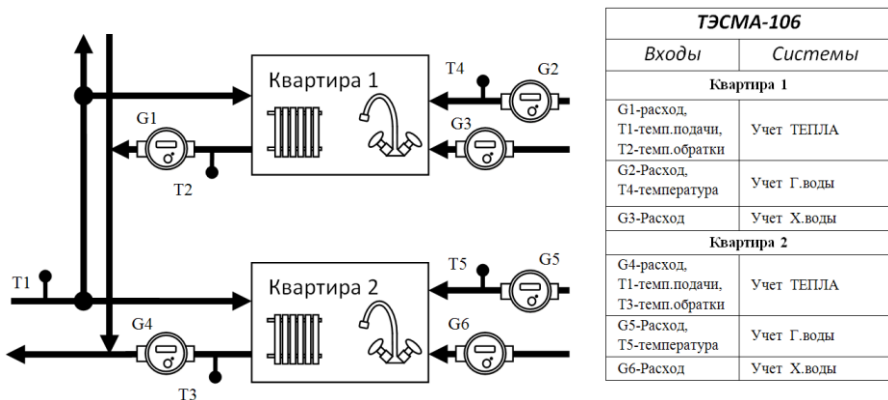 Квартира 1
T4
G2
G1
G3
T2
T1
Квартира 2
T5
G5
G4
G6
T3
ТЭСМА-106
Входы Системы
Квартира 1
G1-расход,
T1-темп.подачи,
T2-темп.обратки
Учет ТЕПЛА
G2-Расход,
T4-температура
Учет Г.воды
G3-Расход Учет Х.воды
Квартира 2
G4-расход,
T1-темп.подачи,
T3-темп.обратки
Учет ТЕПЛА
G5-Расход,
T5-температура
Учет Г.воды
G6-Расход Учет Х.воды